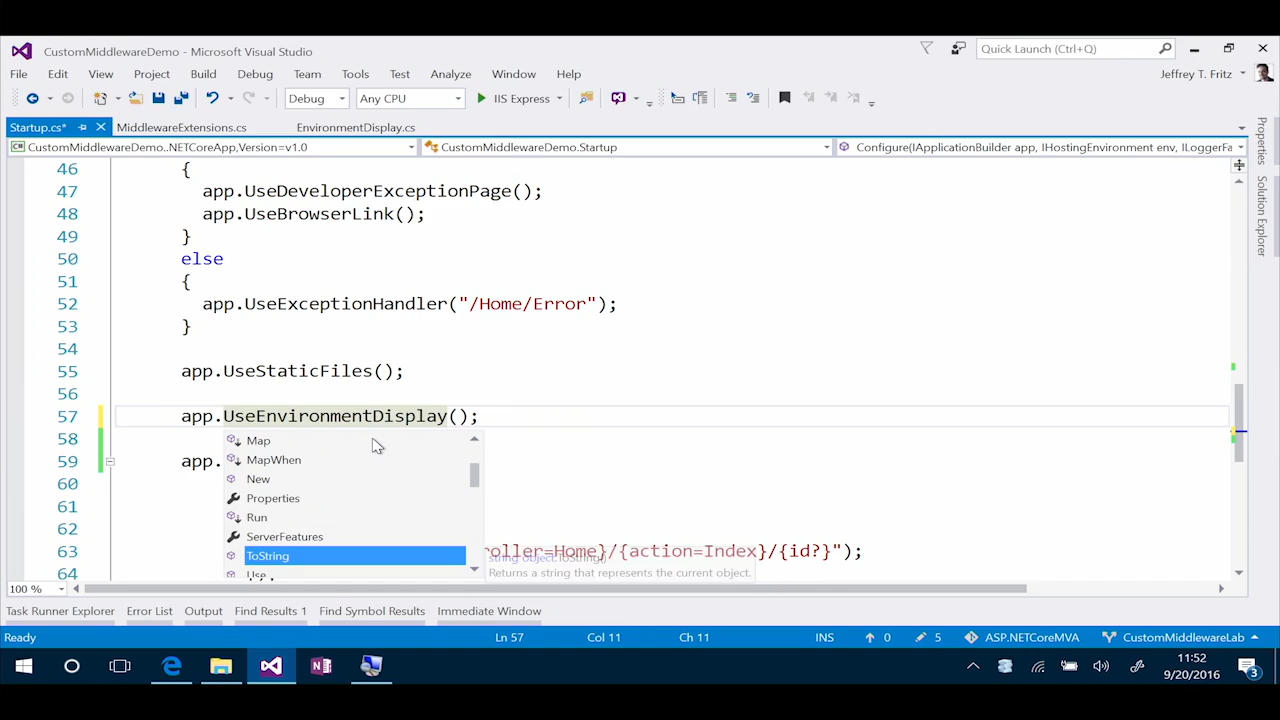 CustomMiddlewareDemo - Microsoft Visual Studio
Quick Launch (Ctrl+Q)
File Edit View Project Build Debug Team Tools Test Analyze Window Help
Jeffrey T. Fritz
Debug Any CPU IIS Express
Startup.cs* MiddlewareExtensions.cs EnvironmentDisplay.cs
CustomMiddlewareDemo..NETCoreApp,Version=v1.0 CustomMiddlewareDemo.Startup Configure(IApplicationBuilder app, IHostingEnvironment env, ILoggerFa
Properties
Solution Explorer
46 {
47 app.UseDeveloperExceptionPage();
48 app.UseBrowserLink();
49 }
50 else
51 {
52 app.UseExceptionHandler("/Home/Error");
53 }
54
55 app.UseStaticFiles();
56
57 app.UseEnvironmentDisplay();
58
59 app.
60
61
62
63 roller=Home}/{action=Index}/{id?}");
64
Map
MapWhen
New
Properties
Run
ServerFeatures
ToString
Use
string object.ToString()
Returns a string that represents the current object.
100 %
Task Runner Explorer Error List Output Find Results 1 Find Symbol Results Immediate Window
Ready Ln 57 Col 11 Ch 11 INS 0 5 ASP.NETCoreMVA CustomMiddlewareLab
11:52
9/20/2016
3